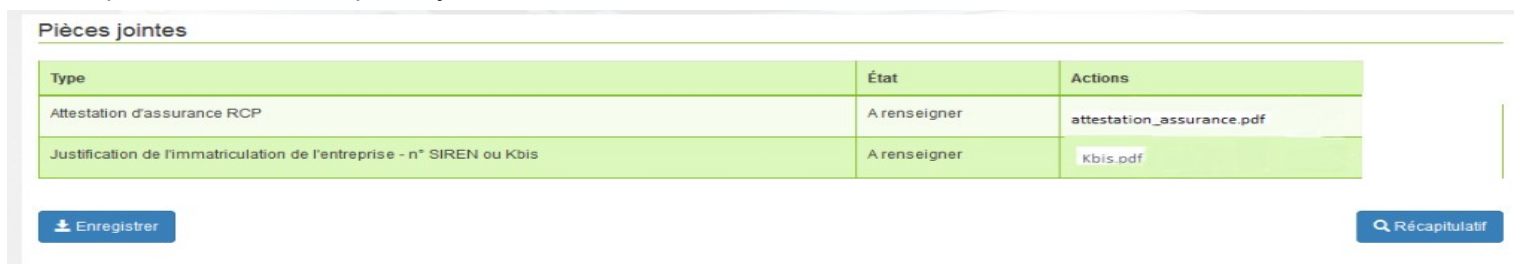 Pièces jointes
Type État Actions
Attestation d'assurance RCP A renseigner attestation_assurance.pdf
Justification de l'immatriculation de l'entreprise - n° SIREN ou Kbis A renseigner Kbis.pdf
Enregistrer Récapitulatif